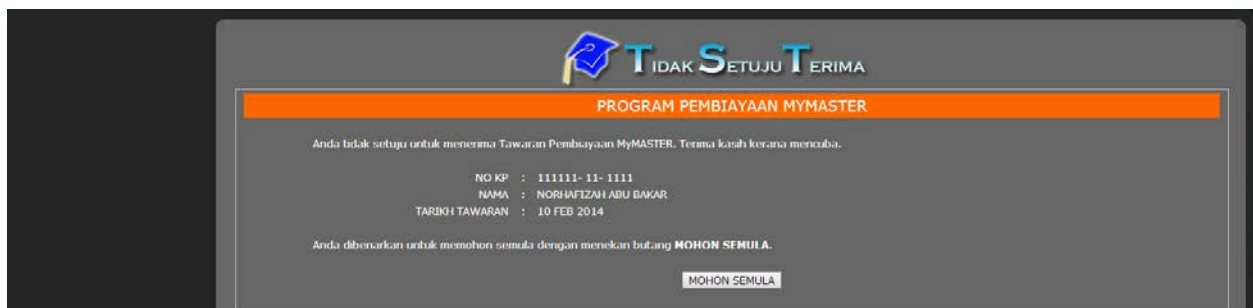 TIDAK SETUJU TERIMA
PROGRAM PEMBIAYAAN MYMASTER
Anda tidak setuju untuk menerima Tawaran Pembiayaan MyMASTER. Terima kasih kerana mencuba.
NO KP : 111111- 11- 1111
NAMA : NORHAFIZAH ABU BAKAR
TARIKH TAWARAN : 10 FEB 2014
Anda dibenarkan untuk memohon semula dengan menekan butang MOHON SEMULA.
MOHON SEMULA